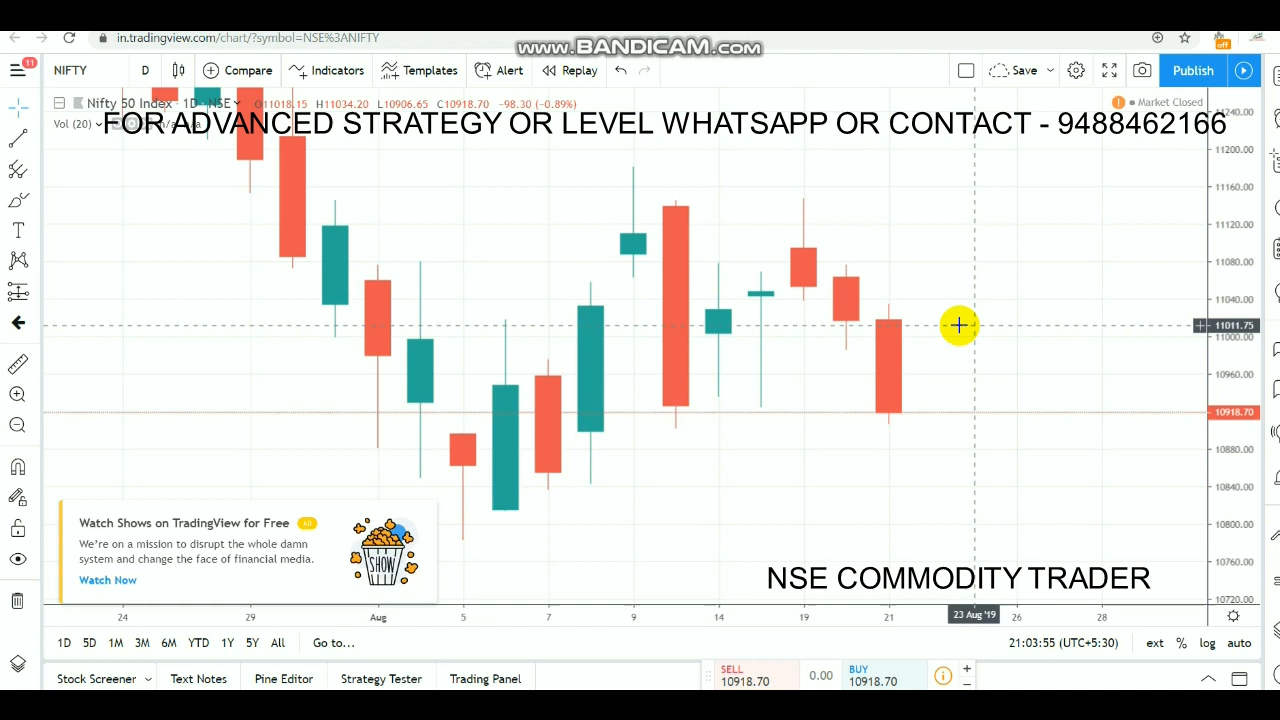 in.tradingview.com/chart/?symbol=NSE%3ANIFTY
www.BANDICAM.com
off
11
NIFTY D Compare Indicators Templates Alert Replay Save Publish
Nifty 50 Index · 1D · NSE O11018.15 H11034.20 L10906.65 C10918.70 −98.30 (−0.89%)
Market Closed
Vol (20) n/a
FOR ADVANCED STRATEGY OR LEVEL WHATSAPP OR CONTACT - 9488462166
11240.00
11200.00
11160.00
11120.00
11080.00
11040.00
11011.75
11000.00
10960.00
10918.70
10880.00
10840.00
10800.00
10760.00
10720.00
Watch Shows on TradingView for Free AD
We're on a mission to disrupt the whole damn
system and change the face of financial media.
Watch Now
SHOW
NSE COMMODITY TRADER
24 29 Aug 5 7 9 14 19 21 23 Aug '19 26 28
1D 5D 1M 3M 6M YTD 1Y 5Y All Go to... 21:03:55 (UTC+5:30) ext % log auto
Stock Screener Text Notes Pine Editor Strategy Tester Trading Panel
SELL
10918.70
0.00
BUY
10918.70